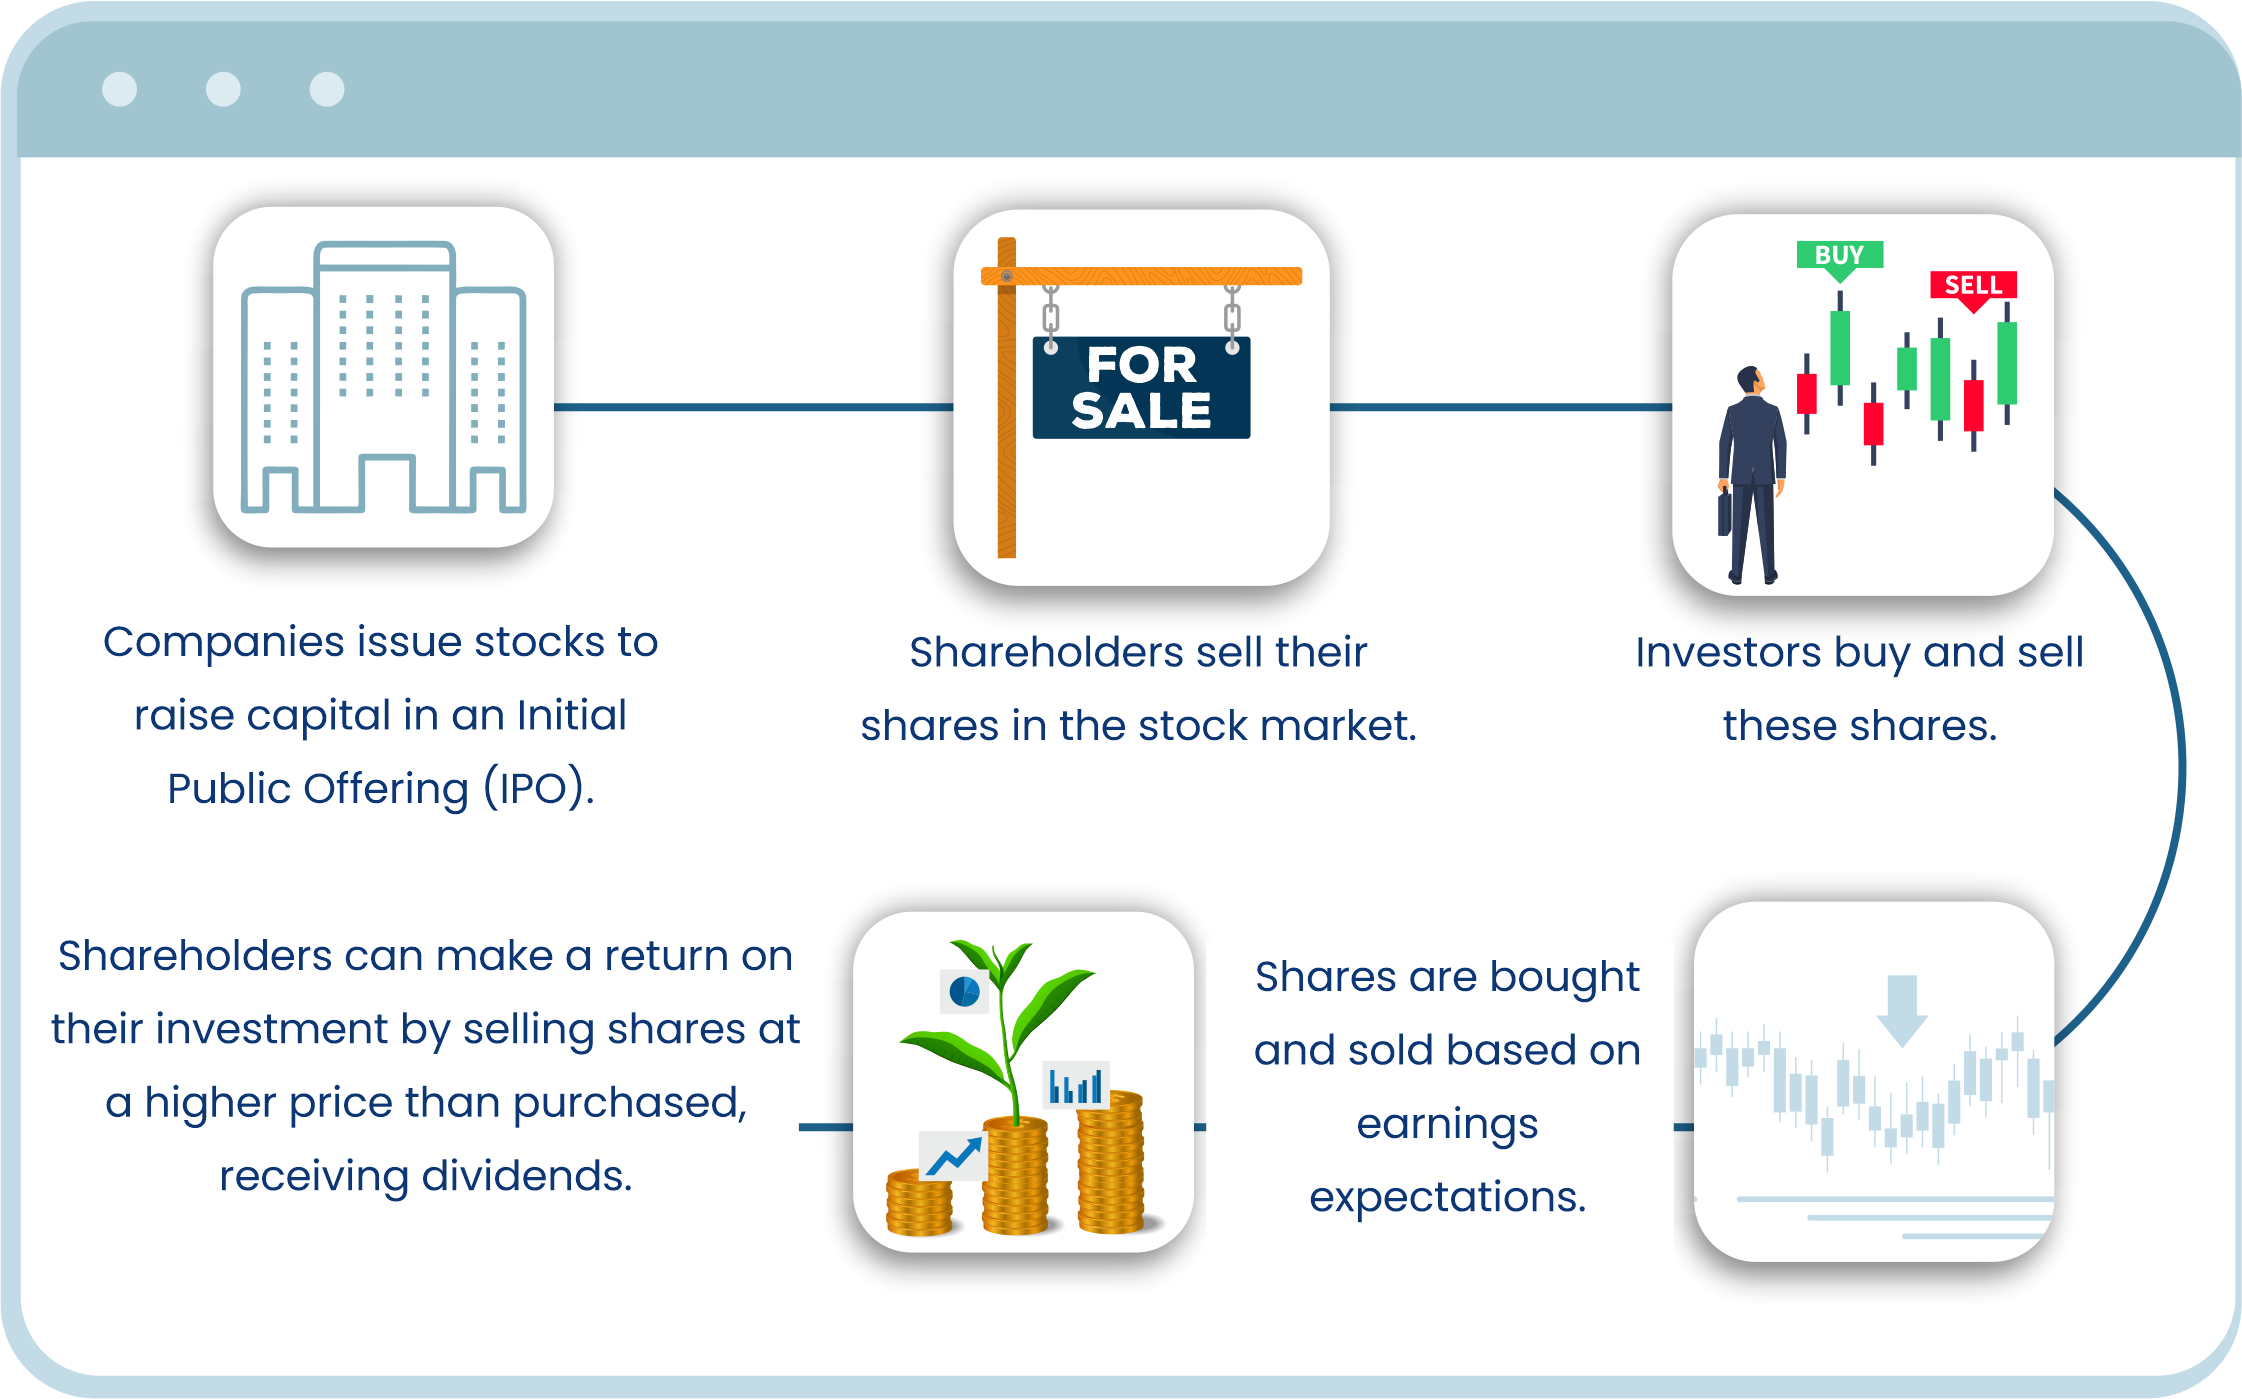 FOR
SALE
BUY
SELL
Companies issue stocks to
raise capital in an Initial
Public Offering (IPO).
Shareholders sell their
shares in the stock market.
Investors buy and sell
these shares.
Shareholders can make a return on
their investment by selling shares at
a higher price than purchased,
receiving dividends.
Shares are bought
and sold based on
earnings
expectations.